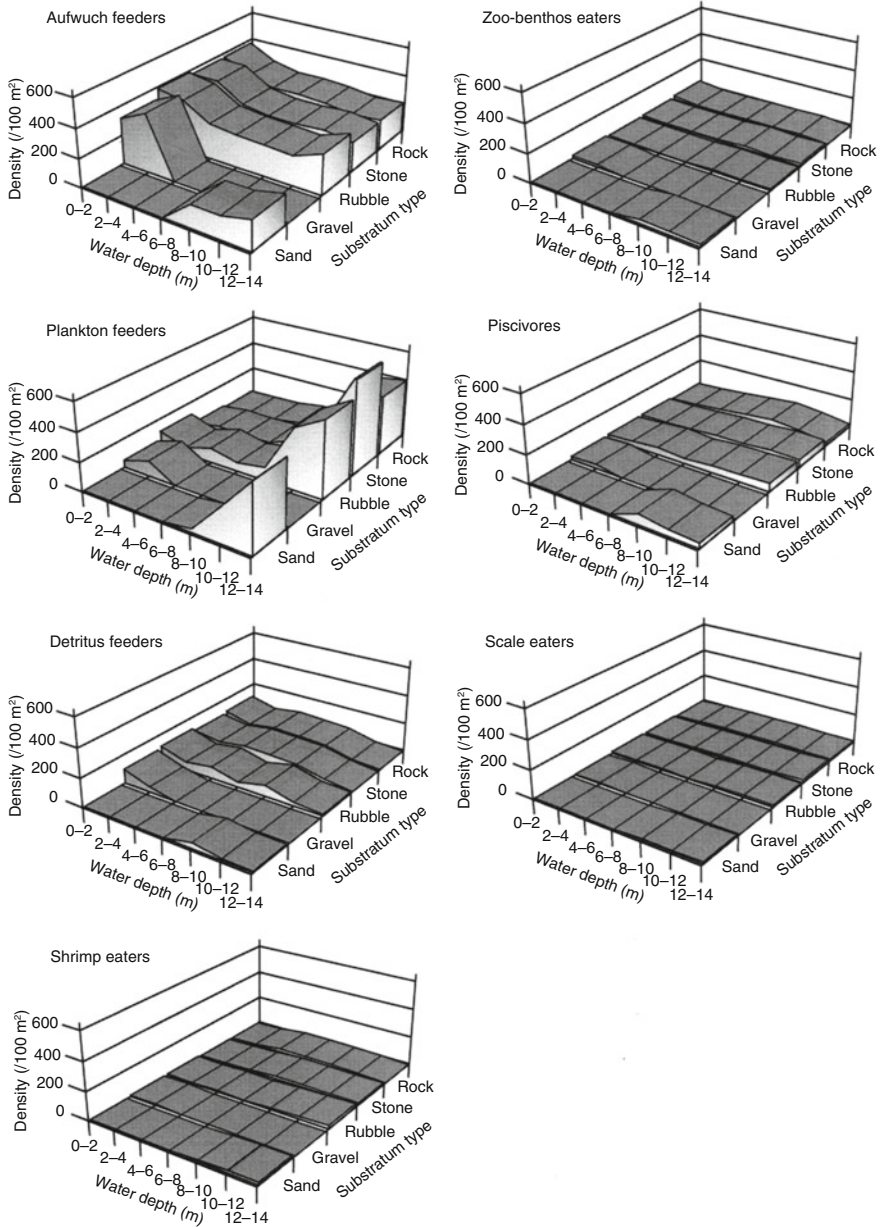 Aufwuch feeders
Density (/100 m²)
600
400
200
0
0–2
2–4
4–6
6–8
8–10
10–12
12–14
Water depth (m)
Sand
Gravel
Rubble
Stone
Rock
Substratum type
Zoo-benthos eaters
Density (/100 m²)
600
400
200
0
0–2
2–4
4–6
6–8
8–10
10–12
12–14
Water depth (m)
Sand
Gravel
Rubble
Stone
Rock
Substratum type
Plankton feeders
Density (/100 m²)
600
400
200
0
0–2
2–4
4–6
6–8
8–10
10–12
12–14
Water depth (m)
Sand
Gravel
Rubble
Stone
Rock
Substratum type
Piscivores
Density (/100 m²)
600
400
200
0
0–2
2–4
4–6
6–8
8–10
10–12
12–14
Water depth (m)
Sand
Gravel
Rubble
Stone
Rock
Substratum type
Detritus feeders
Density (/100 m²)
600
400
200
0
0–2
2–4
4–6
6–8
8–10
10–12
12–14
Water depth (m)
Sand
Gravel
Rubble
Stone
Rock
Substratum type
Scale eaters
Density (/100 m²)
600
400
200
0
0–2
2–4
4–6
6–8
8–10
10–12
12–14
Water depth (m)
Sand
Gravel
Rubble
Stone
Rock
Substratum type
Shrimp eaters
Density (/100 m²)
600
400
200
0
0–2
2–4
4–6
6–8
8–10
10–12
12–14
Water depth (m)
Sand
Gravel
Rubble
Stone
Rock
Substratum type